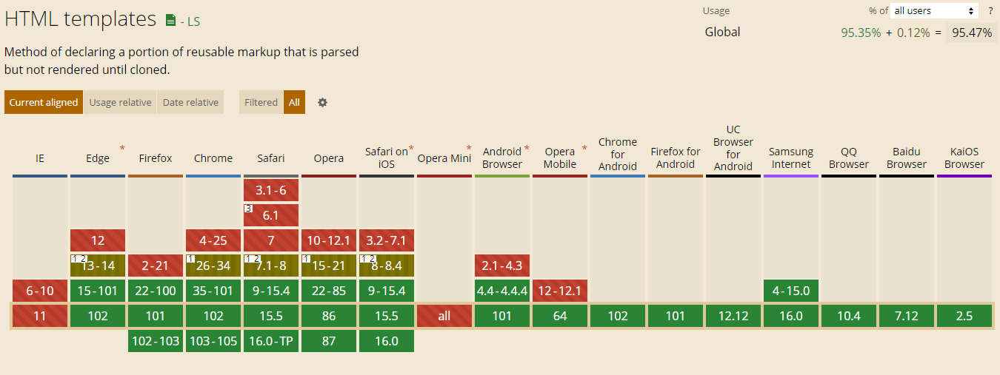 HTML templates - LS
Usage % of all users ?
Global 95.35% + 0.12% = 95.47%
Method of declaring a portion of reusable markup that is parsed
but not rendered until cloned.
Current aligned Usage relative Date relative Filtered All
IE
Edge *
Firefox
Chrome
Safari
Opera
Safari on
iOS *
Opera Mini *
Android
Browser *
Opera
Mobile *
Chrome
for
Android
Firefox for
Android
UC
Browser
for
Android
Samsung
Internet
QQ
Browser
Baidu
Browser
KaiOS
Browser
3.1-6
3 6.1
12 4-25 7 10-12.1 3.2-7.1
1 2 13-14 2-21 1 26-34 1 2 7.1-8 1 15-21 1 2 8-8.4 2.1-4.3
6-10 15-101 22-100 35-101 9-15.4 22-85 9-15.4 4.4-4.4.4 12-12.1 4-15.0
11 102 101 102 15.5 86 15.5 all 101 64 102 101 12.12 16.0 10.4 7.12 2.5
102-103 103-105 16.0-TP 87 16.0